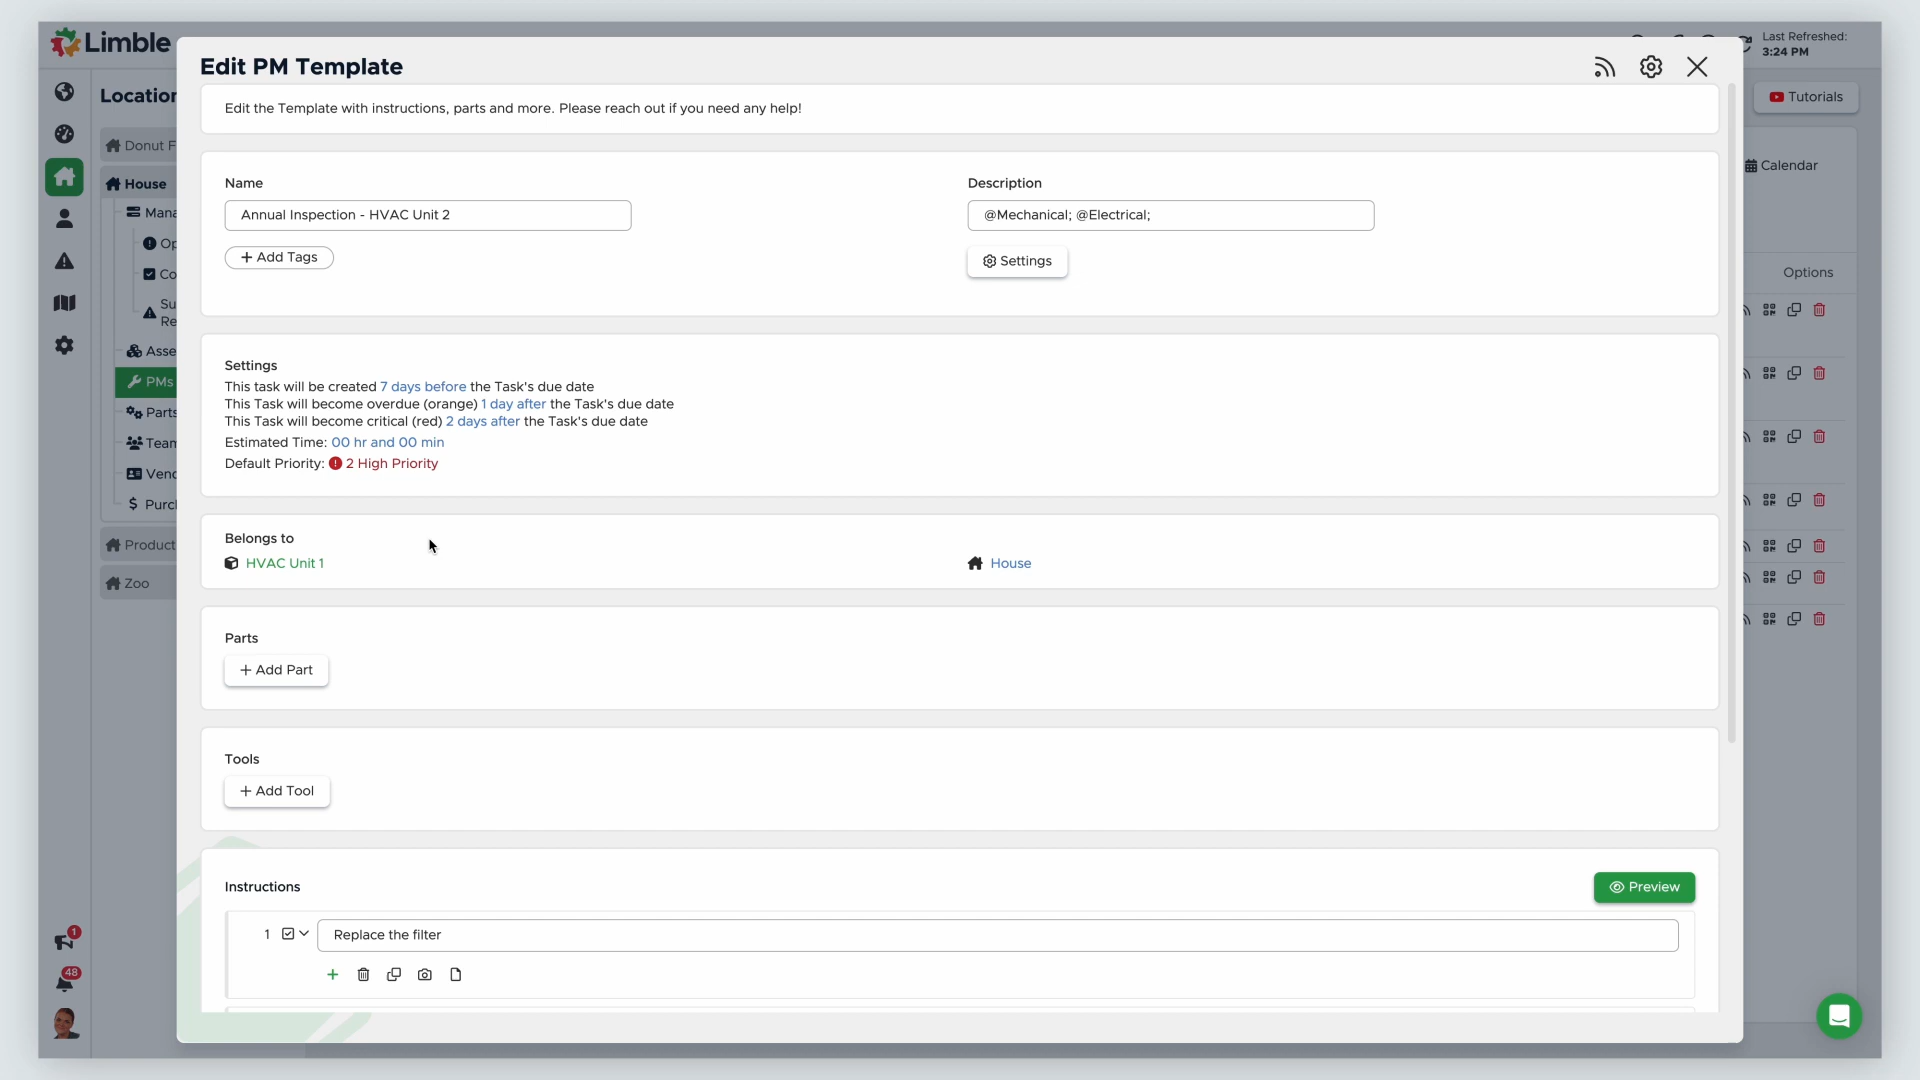 Limble
Last Refreshed:
3:24 PM
Edit PM Template
Location
Tutorials
Edit the Template with instructions, parts and more. Please reach out if you need any help!
Donut F
Calendar
House
Name
Description
Mana
Annual Inspection - HVAC Unit 2
@Mechanical; @Electrical;
Op
+ Add Tags
Settings
Co
Options
Su
Re
Asse
Settings
PMs
This task will be created 7 days before the Task's due date
This Task will become overdue (orange) 1 day after the Task's due date
Parts
This Task will become critical (red) 2 days after the Task's due date
Team
Estimated Time: 00 hr and 00 min
Default Priority: 2 High Priority
Vend
Purch
Belongs to
Product
HVAC Unit 1
House
Zoo
Parts
+ Add Part
Tools
+ Add Tool
Instructions
Preview
1
Replace the filter
1
48